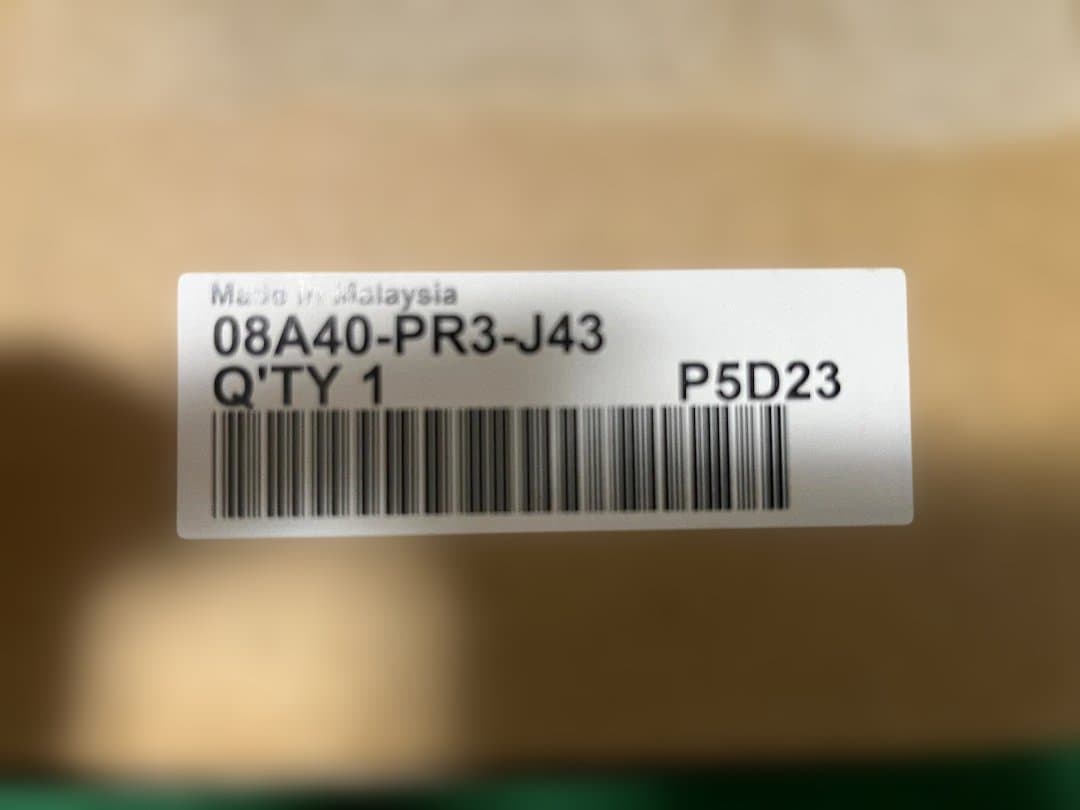 Made in Malaysia
08A40-PR3-J43
Q'TY 1 P5D23